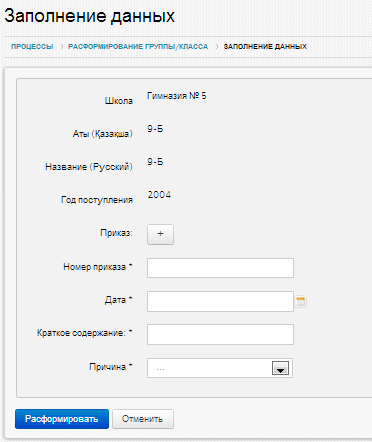 Заполнение данных
ПРОЦЕССЫ > РАСФОРМИРОВАНИЕ ГРУППЫ/КЛАССА > ЗАПОЛНЕНИЕ ДАННЫХ
Школа Гимназия № 5
Аты (Қазақша) 9-Б
Название (Русский) 9-Б
Год поступления 2004
Приказ: +
Номер приказа *
Дата *
Краткое содержание: *
Причина * ...
Расформировать Отменить